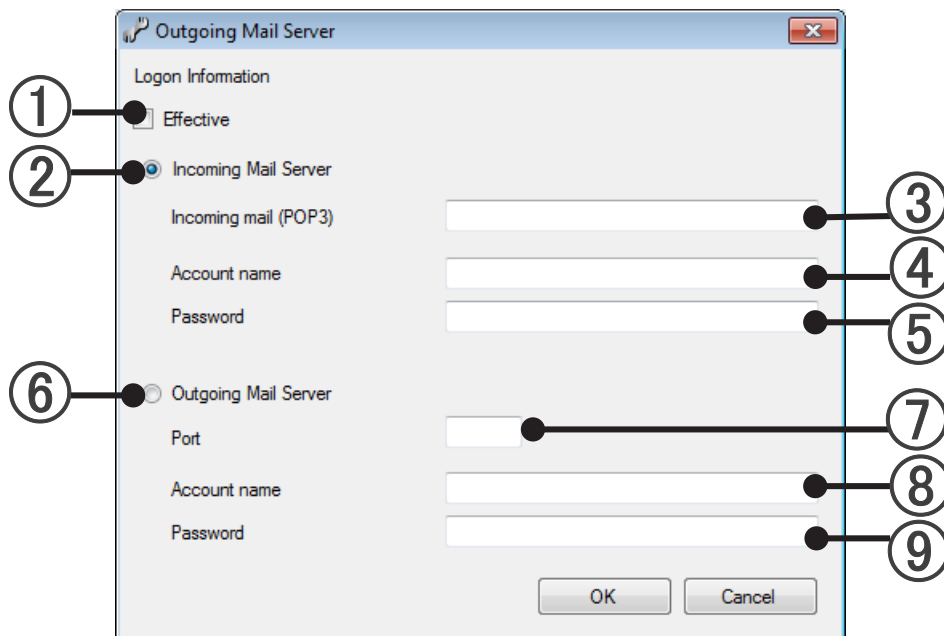 Outgoing Mail Server
Logon Information
① Effective
② Incoming Mail Server
Incoming mail (POP3) ③
Account name ④
Password ⑤
⑥ Outgoing Mail Server
Port ⑦
Account name ⑧
Password ⑨
OK Cancel